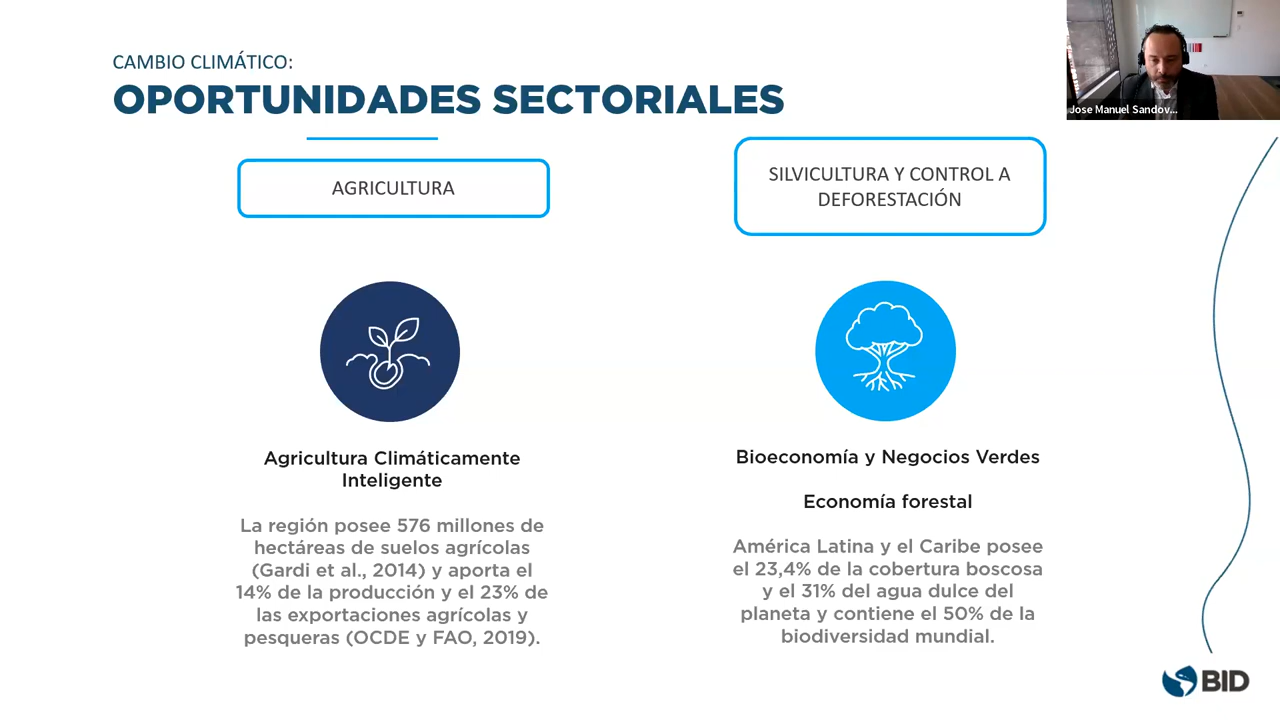 CAMBIO CLIMÁTICO:
OPORTUNIDADES SECTORIALES
Jose Manuel Sandov...
AGRICULTURA
Agricultura Climáticamente
Inteligente
La región posee 576 millones de
hectáreas de suelos agrícolas
(Gardi et al., 2014) y aporta el
14% de la producción y el 23% de
las exportaciones agrícolas y
pesqueras (OCDE y FAO, 2019).
SILVICULTURA Y CONTROL A
DEFORESTACIÓN
Bioeconomía y Negocios Verdes
Economía forestal
América Latina y el Caribe posee
el 23,4% de la cobertura boscosa
y el 31% del agua dulce del
planeta y contiene el 50% de la
biodiversidad mundial.
BID